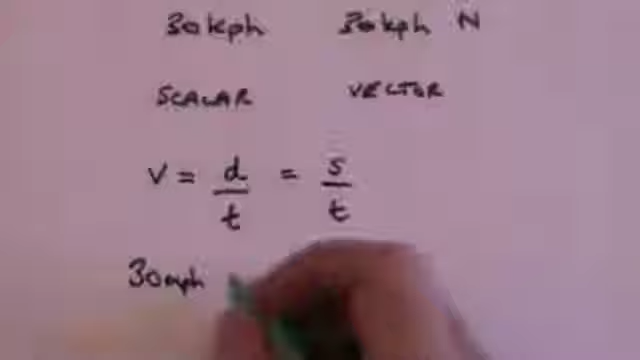 30kph 30kph N
SCALAR VECTOR
V = d/t = s/t
30mph